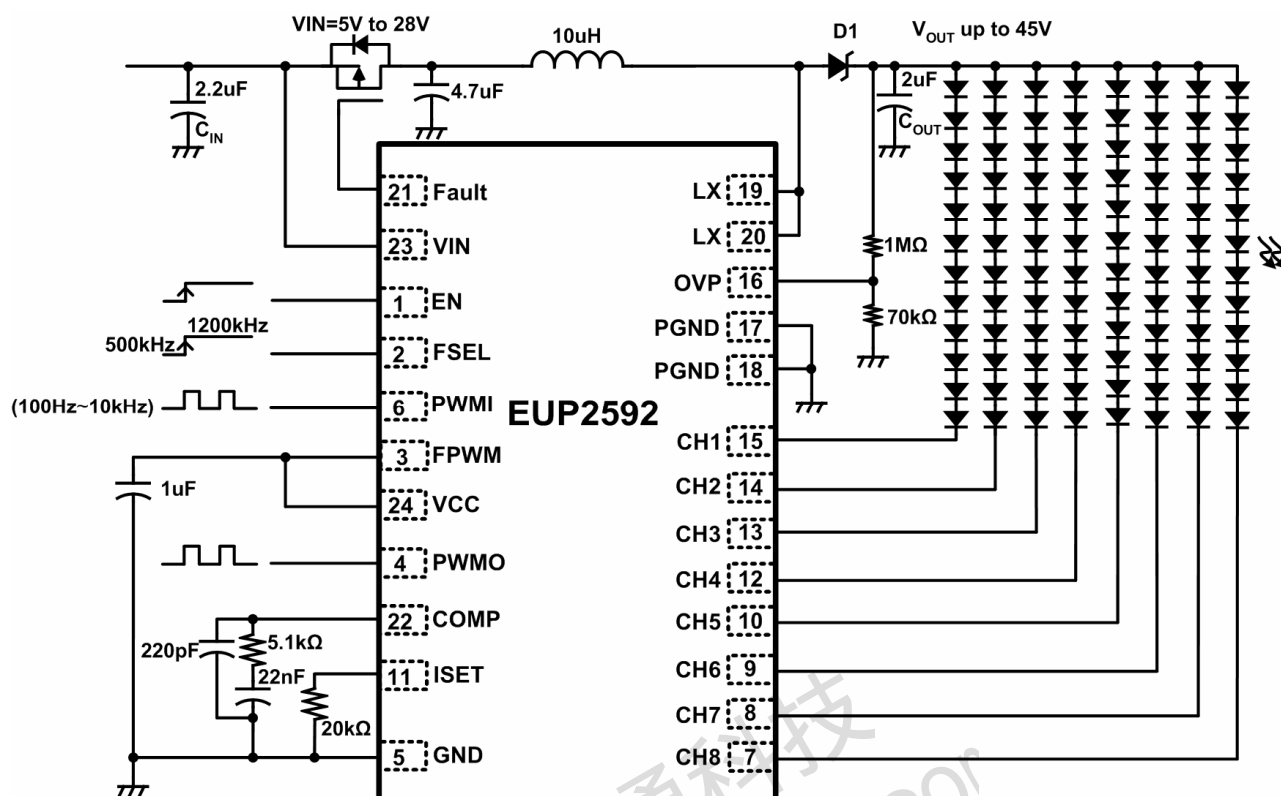 VIN=5V to 28V
10uH
D1
VOUT up to 45V
2.2uF
CIN
4.7uF
2uF
COUT
21 Fault
LX 19
23 VIN
LX 20
1MΩ
OVP 16
1 EN
1200kHz
500kHz
2 FSEL
PGND 17
70kΩ
PGND 18
(100Hz~10kHz)
6 PWMI
EUP2592
3 FPWM
CH1 15
1uF
24 VCC
CH2 14
CH3 13
4 PWMO
CH4 12
22 COMP
CH5 10
220pF
5.1kΩ
22nF
11 ISET
CH6 9
20kΩ
CH7 8
5 GND
CH8 7
通科技